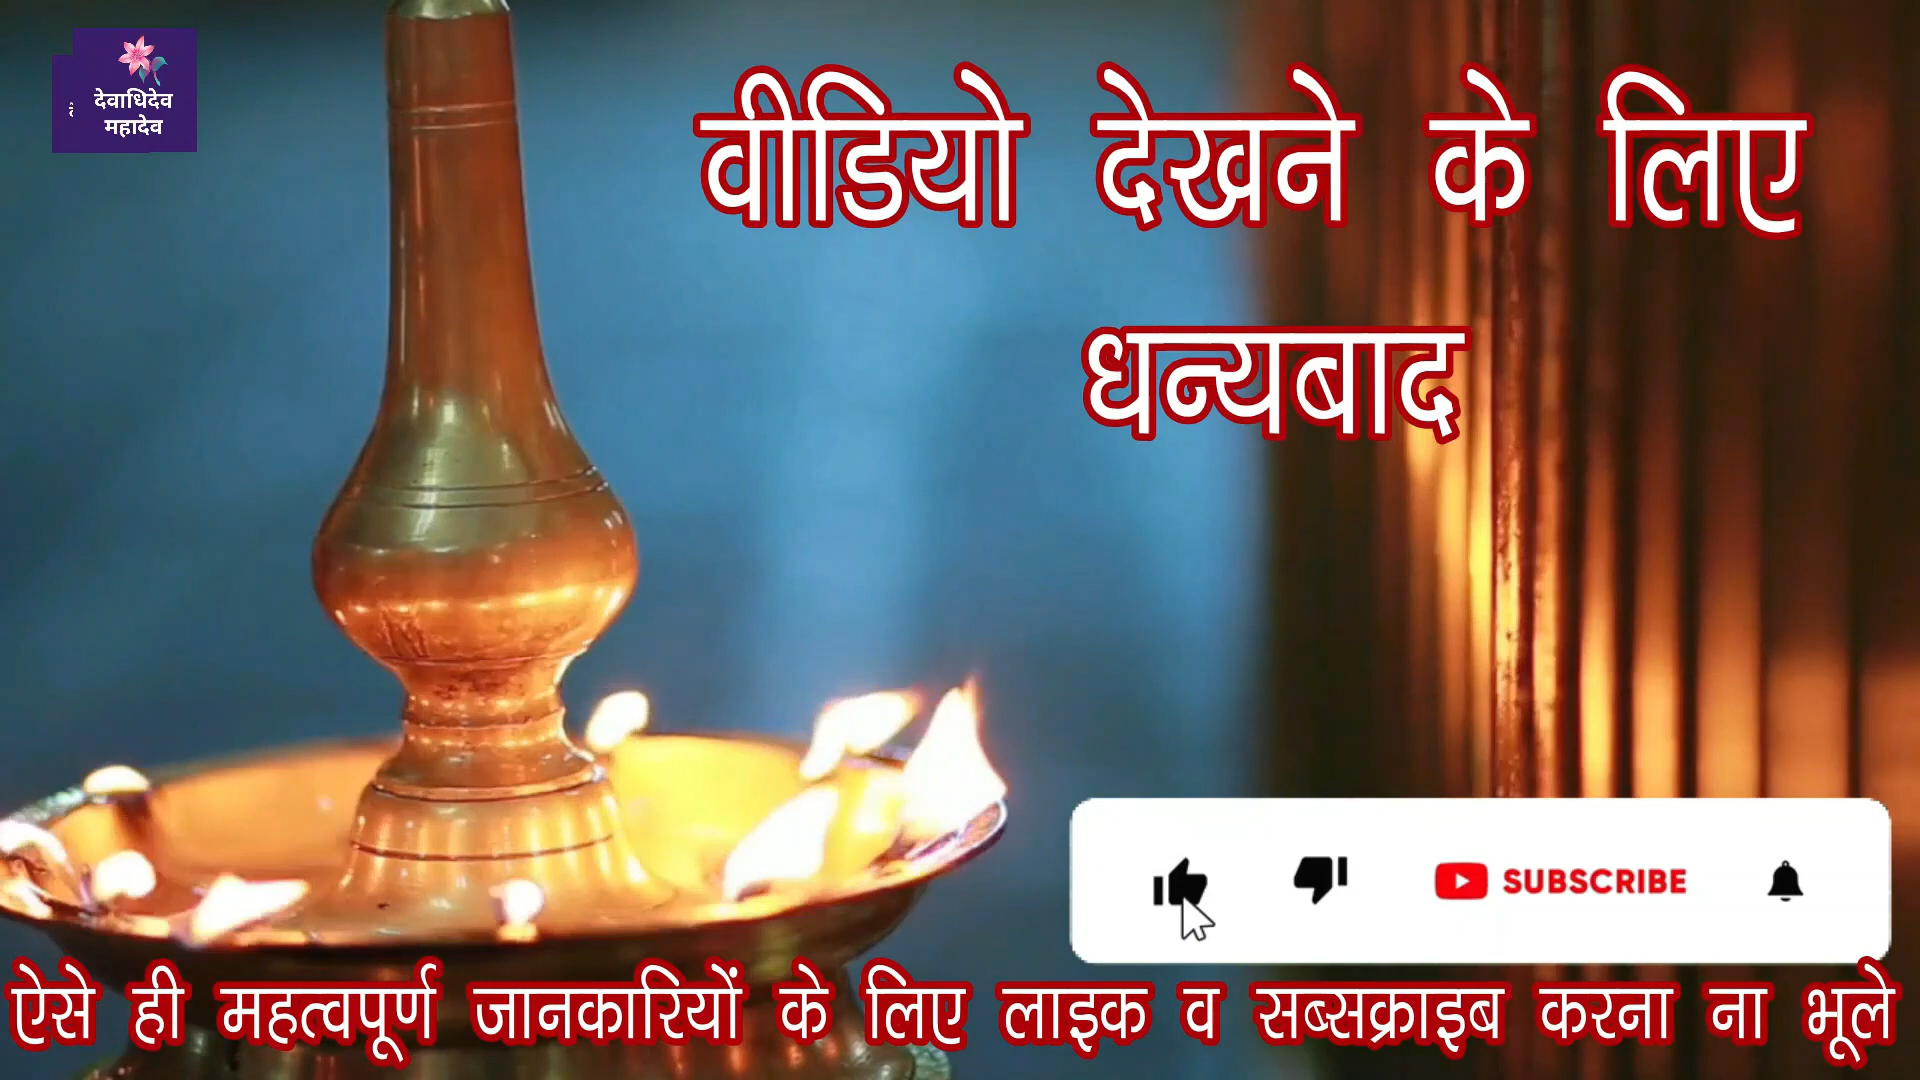 देवाधिदेव
महादेव
वीडियो देखने के लिए
धन्यबाद
SUBSCRIBE
ऐसे ही महत्वपूर्ण जानकारियों के लिए लाइक व सब्सक्राइब करना ना भूले